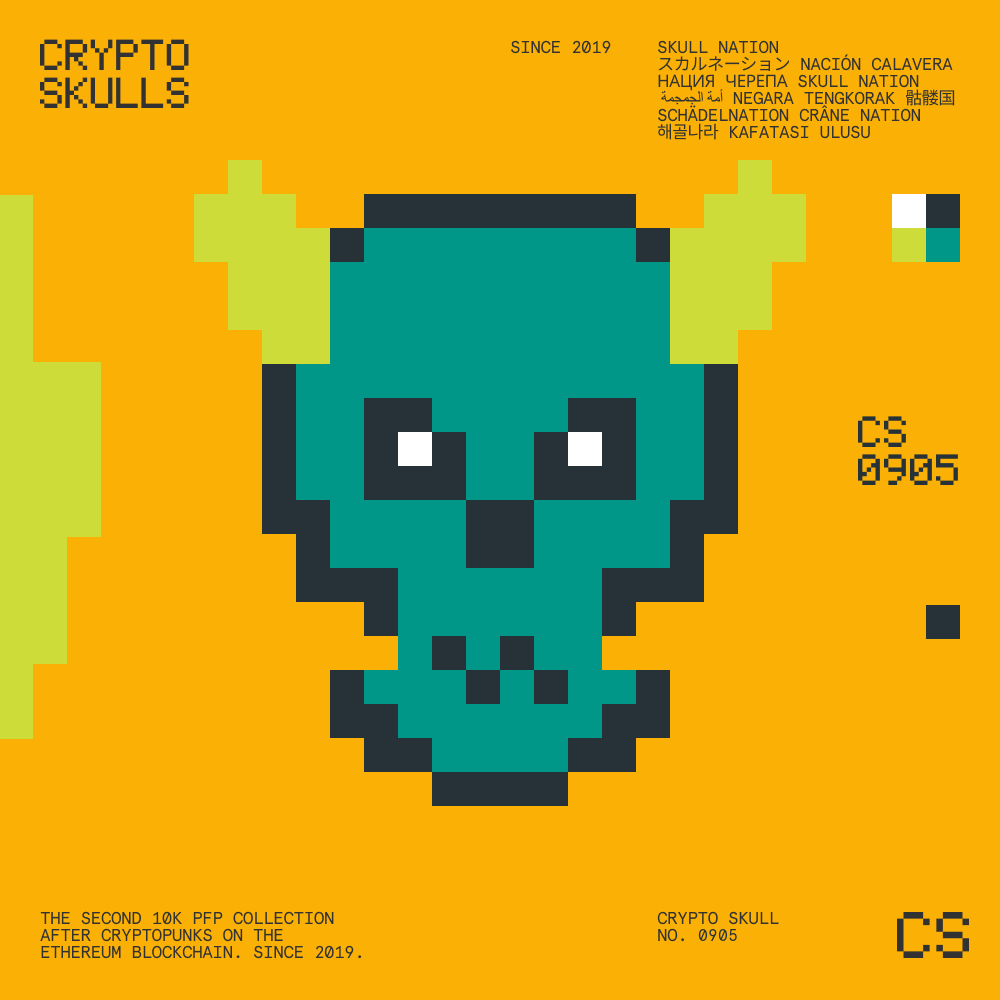 CRYPTO
SKULLS
SINCE 2019
SKULL NATION
スカルネーション NACIÓN CALAVERA
НАЦИЯ ЧЕРЕПА SKULL NATION
أمة الجمجمة NEGARA TENGKORAK 骷髅国
SCHÄDELNATION CRÂNE NATION
해골나라 KAFATASI ULUSU
CS
0905
THE SECOND 10K PFP COLLECTION
AFTER CRYPTOPUNKS ON THE
ETHEREUM BLOCKCHAIN. SINCE 2019.
CRYPTO SKULL
NO. 0905
CS